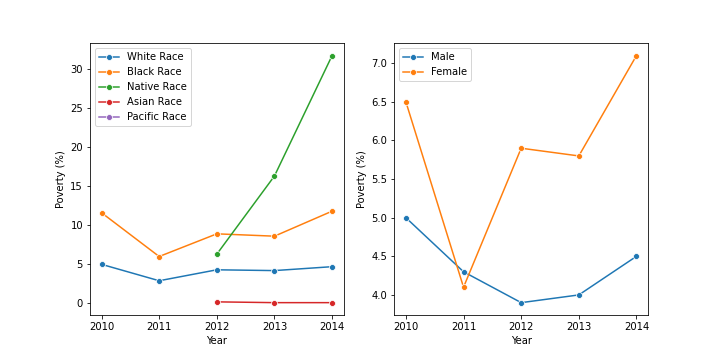 White Race
Black Race
Native Race
Asian Race
Pacific Race
30
25
20
15
10
5
0
Poverty (%)
2010 2011 2012 2013 2014
Year
Male
Female
7.0
6.5
6.0
5.5
5.0
4.5
4.0
Poverty (%)
2010 2011 2012 2013 2014
Year